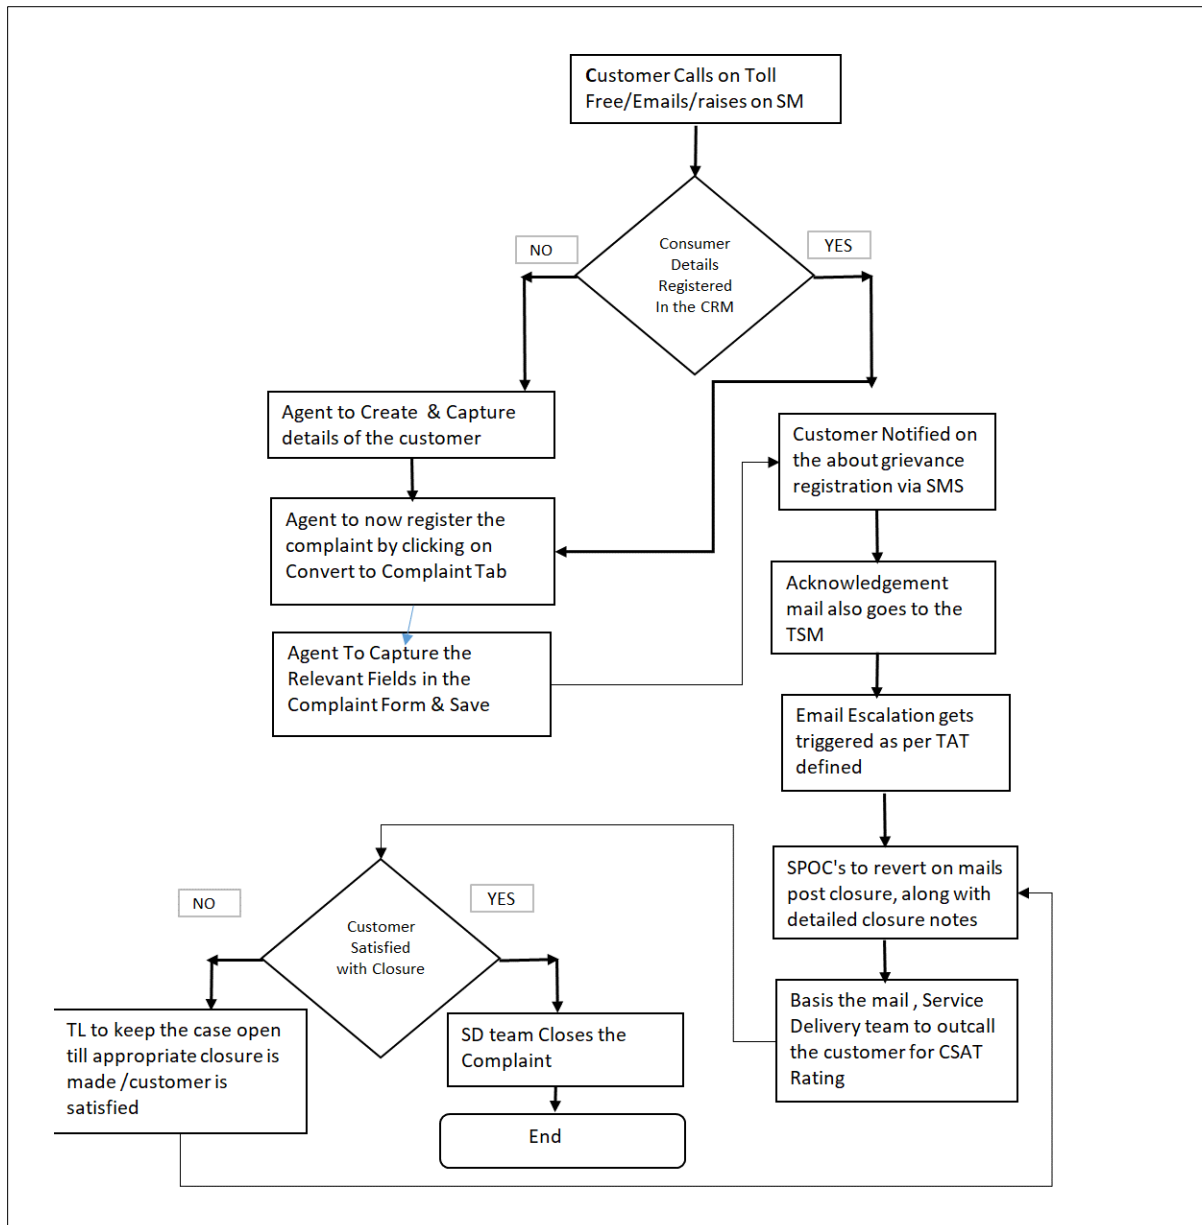 Customer Calls on Toll
Free/Emails/raises on SM
NO
YES
Consumer
Details
Registered
In the CRM
Agent to Create & Capture
details of the customer
Agent to now register the
complaint by clicking on
Convert to Complaint Tab
Agent To Capture the
Relevant Fields in the
Complaint Form & Save
Customer Notified on
the about grievance
registration via SMS
Acknowledgement
mail also goes to the
TSM
Email Escalation gets
triggered as per TAT
defined
SPOC's to revert on mails
post closure, along with
detailed closure notes
Basis the mail , Service
Delivery team to outcall
the customer for CSAT
Rating
NO
YES
Customer
Satisfied
with Closure
TL to keep the case open
till appropriate closure is
made /customer is
satisfied
SD team Closes the
Complaint
End